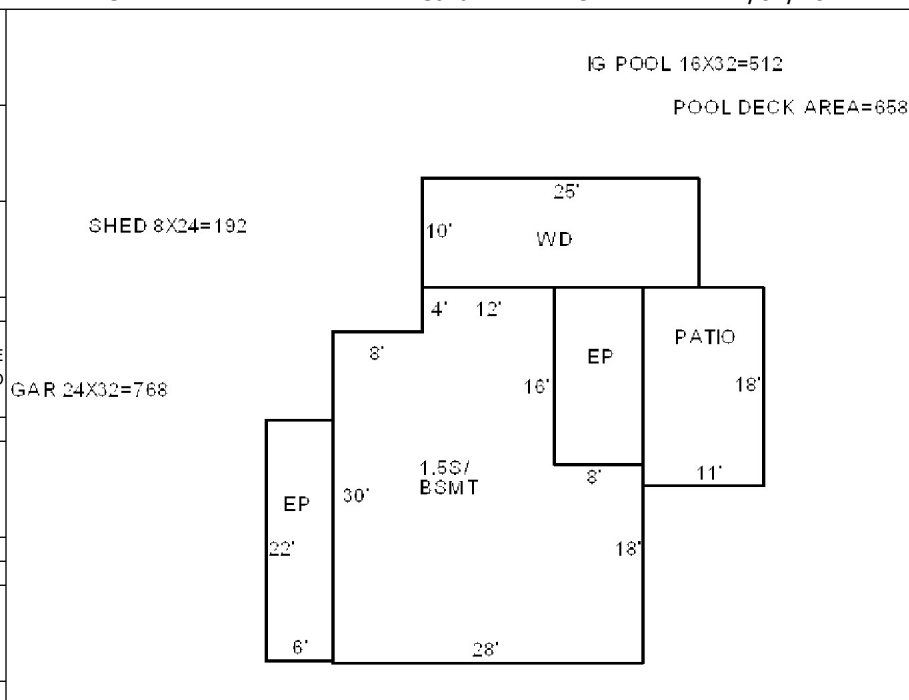 IG POOL 16X32=512
POOL DECK AREA=658
25'
SHED 8X24=192
10'
WD
4' 12'
8'
EP
PATIO
16'
18'
GAR 24X32=768
1.5S/
BSMT
8'
11'
EP
30'
22'
18'
6'
28'